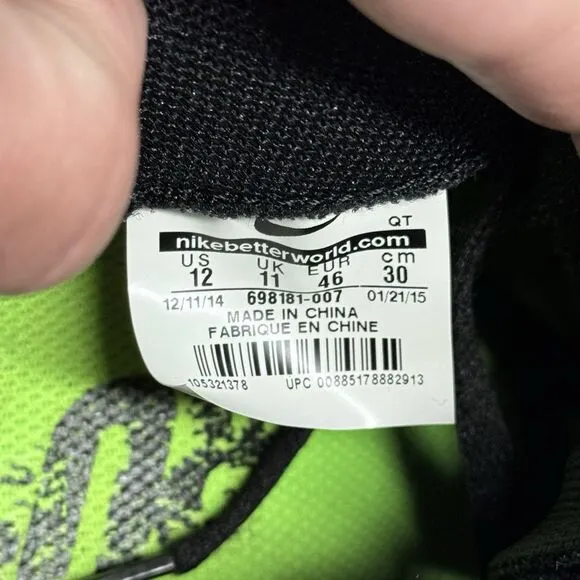 QT
nikebetterworld.com
US UK EUR cm
12 11 46 30
12/11/14 698181-007 01/21/15
MADE IN CHINA
FABRIQUE EN CHINE
105321378 UPC 00885178882913